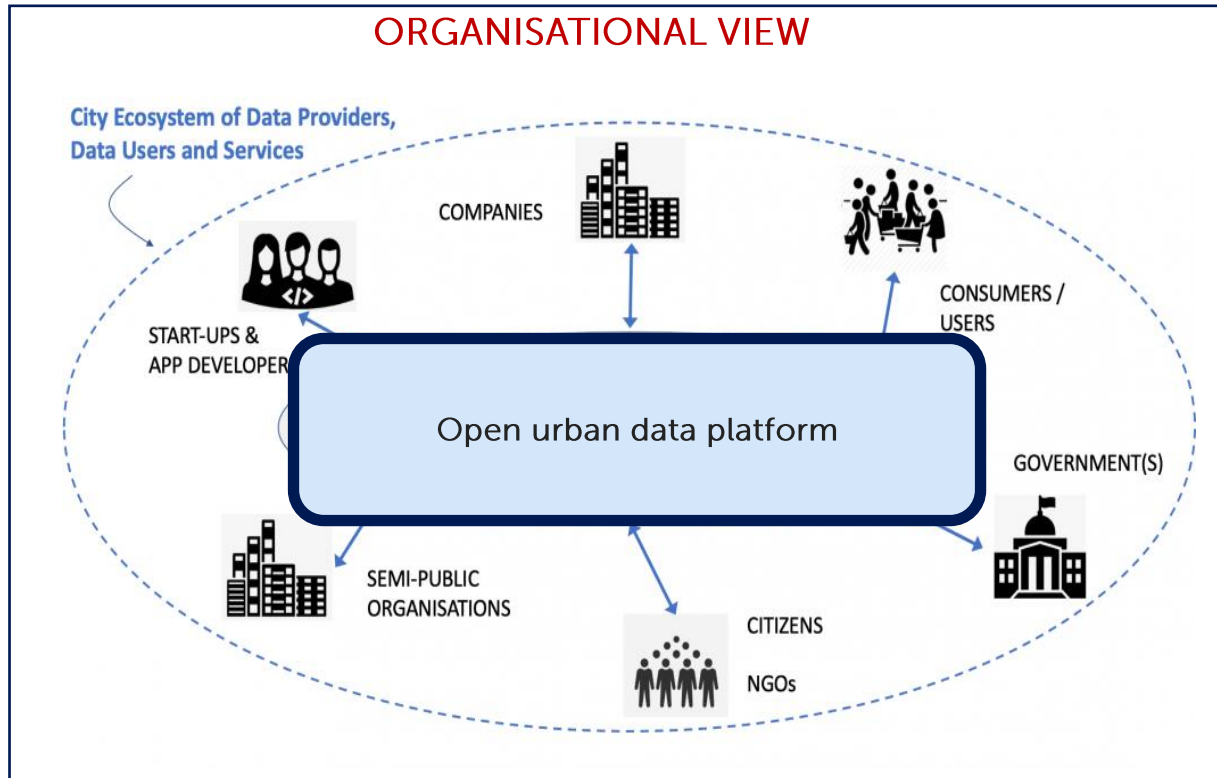 ORGANISATIONAL VIEW
City Ecosystem of Data Providers,
Data Users and Services
COMPANIES
</>
START-UPS &
APP DEVELOPER
CONSUMERS /
USERS
Open urban data platform
GOVERNMENT(S)
SEMI-PUBLIC
ORGANISATIONS
CITIZENS
NGOs